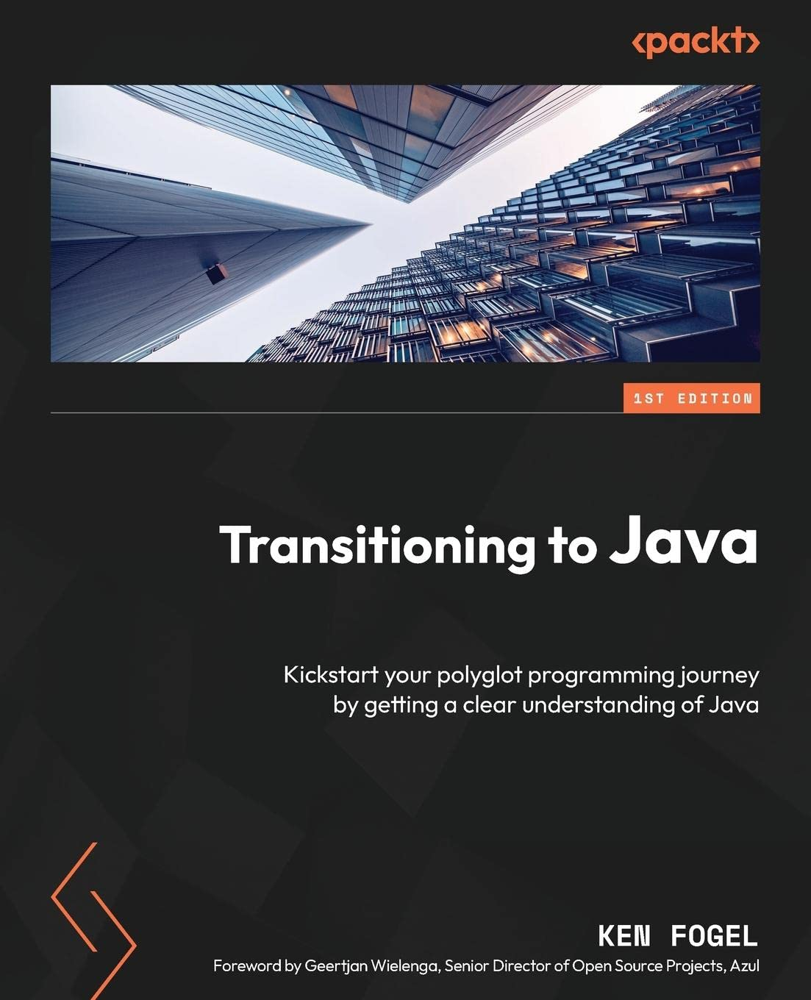 <packt>
1ST EDITION
Transitioning to Java
Kickstart your polyglot programming journey
by getting a clear understanding of Java
KEN FOGEL
Foreword by Geertjan Wielenga, Senior Director of Open Source Projects, Azul